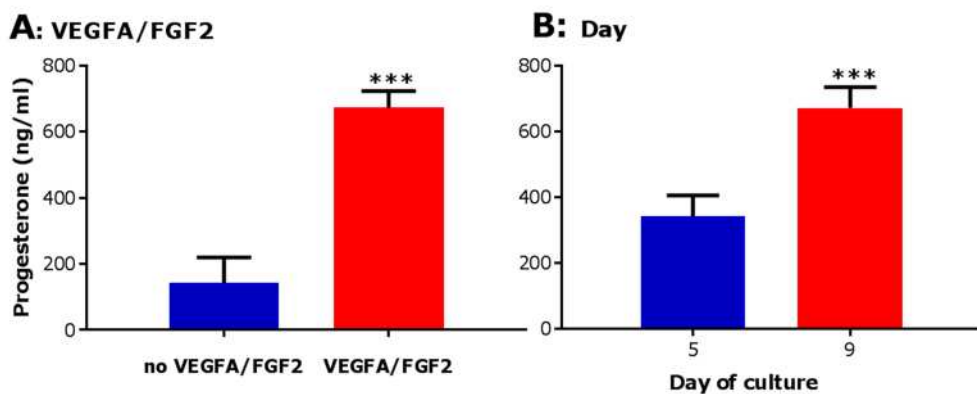 A: VEGFA/FGF2
Progesterone (ng/ml)
800
600
400
200
0
***
no VEGFA/FGF2 VEGFA/FGF2
B: Day
800
600
400
200
0
***
5 9
Day of culture